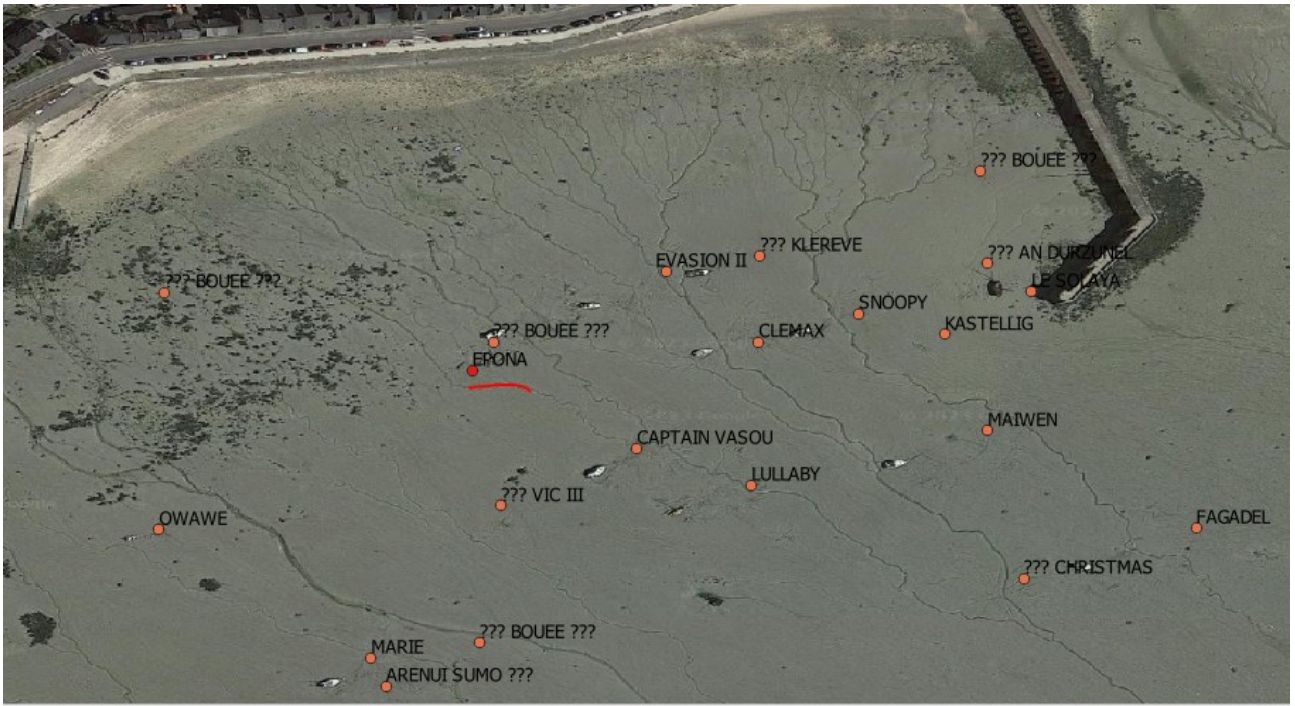 ??? BOUEE ???
??? KLEREVE
??? AN DURZUNEL
EVASION II
LE SOLAYA
??? BOUEE ???
SNOOPY
KASTELLIG
??? BOUEE ???
CLEMAX
EPONA
MAIWEN
CAPTAIN VASOU
LULLABY
??? VIC III
OWAWE
FAGADEL
??? CHRISTMAS
??? BOUEE ???
MARIE
ARENUI SUMO ???